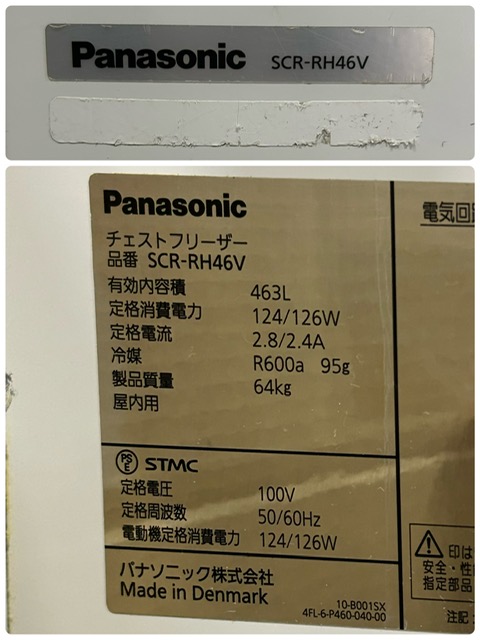 Panasonic SCR-RH46V
Panasonic
チェストフリーザー
品番 SCR-RH46V
有効内容積 463L
定格消費電力 124/126W
定格電流 2.8/2.4A
冷媒 R600a 95g
製品質量 64kg
屋内用
PSE STMC
定格電圧 100V
定格周波数 50/60Hz
電動機定格消費電力 124/126W
パナソニック株式会社
Made in Denmark
10-B001SX
4FL-6-P460-040-00
電気回
印は
安全・性
指定部品
注記